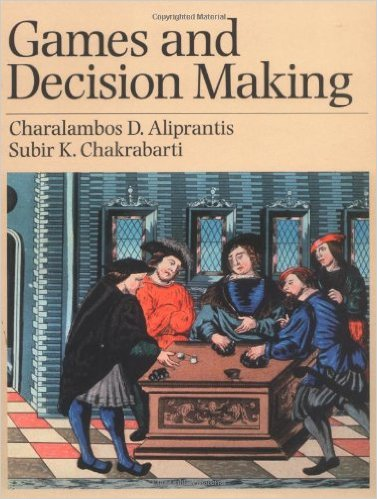 Copyrighted material
Games and
Decision Making
Charalambos D. Aliprantis
Subir K. Chakrabarti